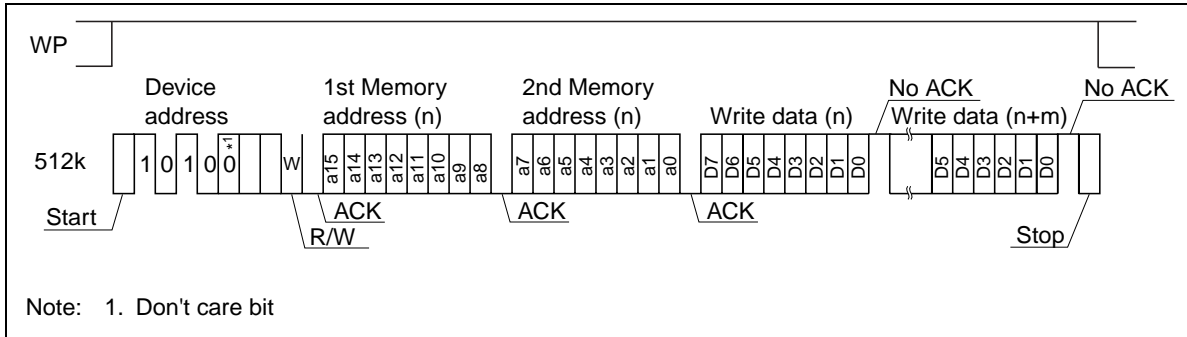 WP
Device address
1st Memory address (n)
2nd Memory address (n)
Write data (n)
No ACK
Write data (n+m)
No ACK
512k
1 0 1 0 0 0*1 W a15 a14 a13 a12 a11 a10 a9 a8 a7 a6 a5 a4 a3 a2 a1 a0 D7 D6 D5 D4 D3 D2 D1 D0 D5 D4 D3 D2 D1 D0
Start
R/W
ACK
ACK
ACK
Stop
Note: 1. Don't care bit